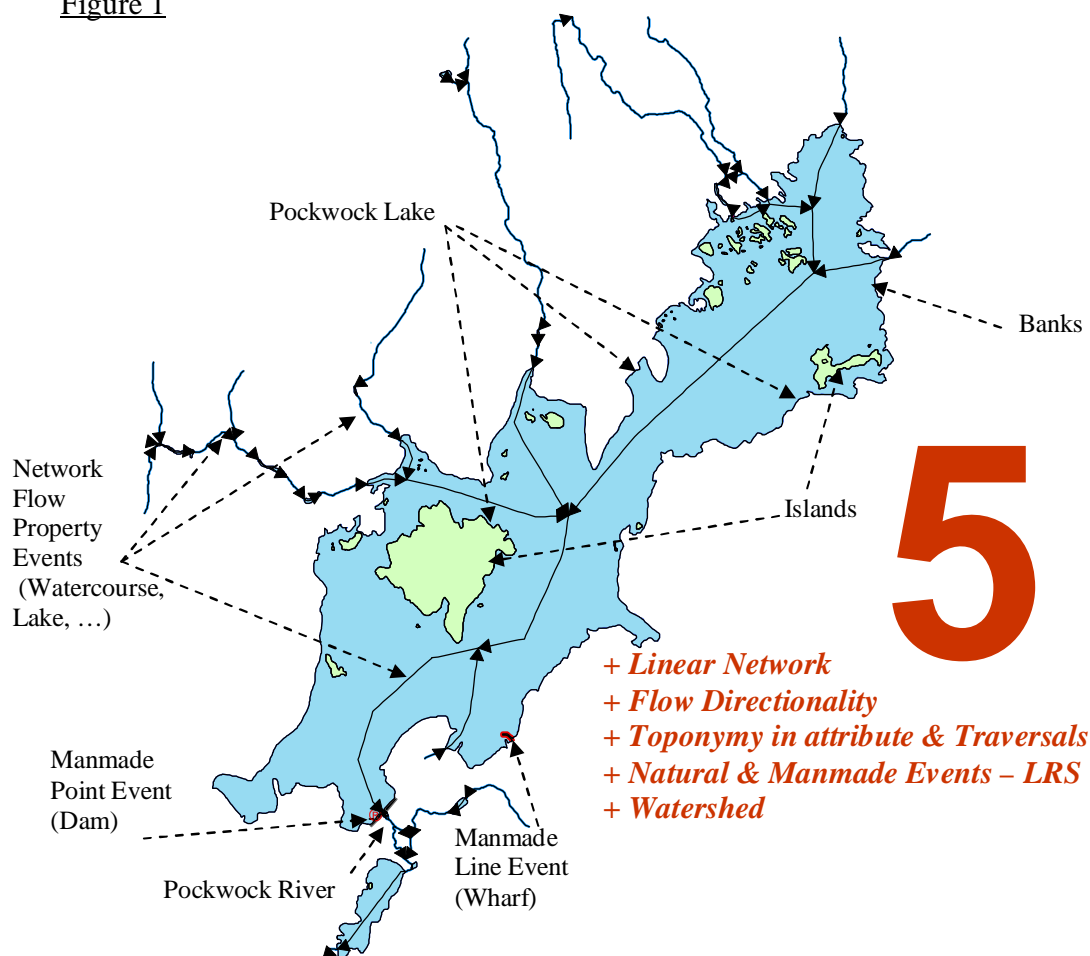 Figure 1
Pockwock Lake
Banks
Network
Flow
Property
Events
(Watercourse,
Lake, …)
Islands
5
+ Linear Network
+ Flow Directionality
+ Toponymy in attribute & Traversals
+ Natural & Manmade Events – LRS
+ Watershed
Manmade
Point Event
(Dam)
Manmade
Line Event
(Wharf)
Pockwock River